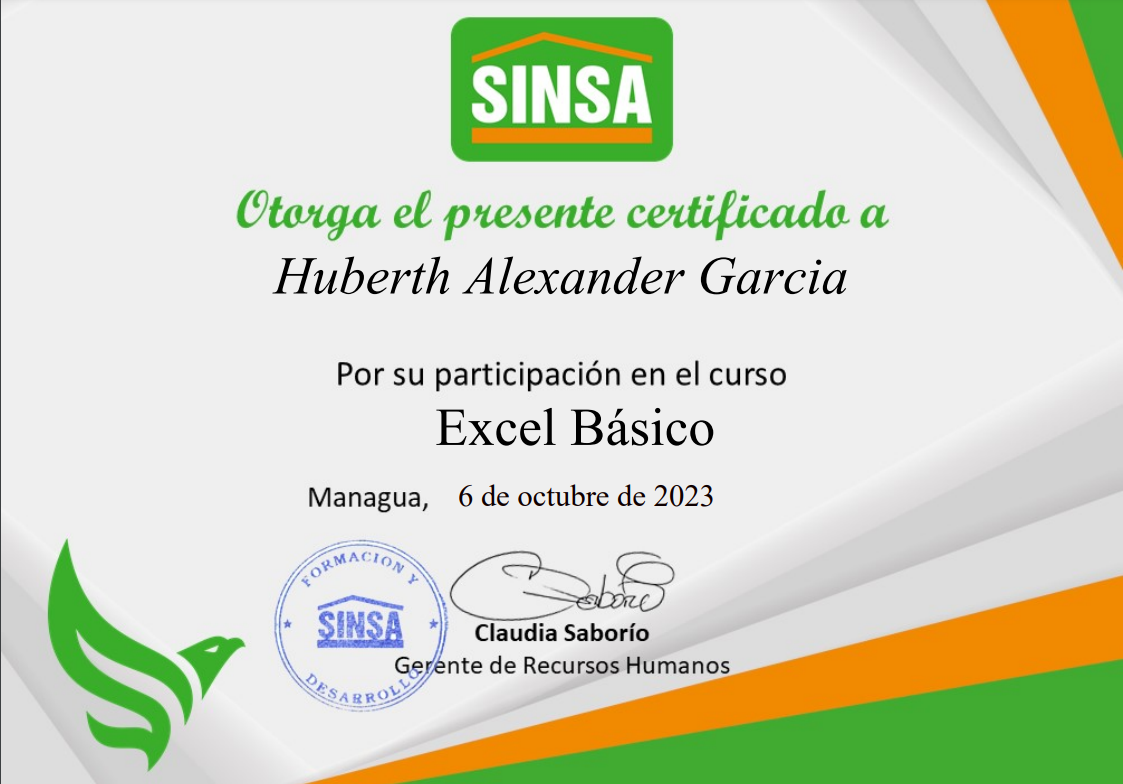 SINSA
Otorga el presente certificado a
Huberth Alexander Garcia
Por su participación en el curso
Excel Básico
Managua, 6 de octubre de 2023
FORMACION Y
SINSA
DESARROLLO
Saborío
Claudia Saborío
Gerente de Recursos Humanos